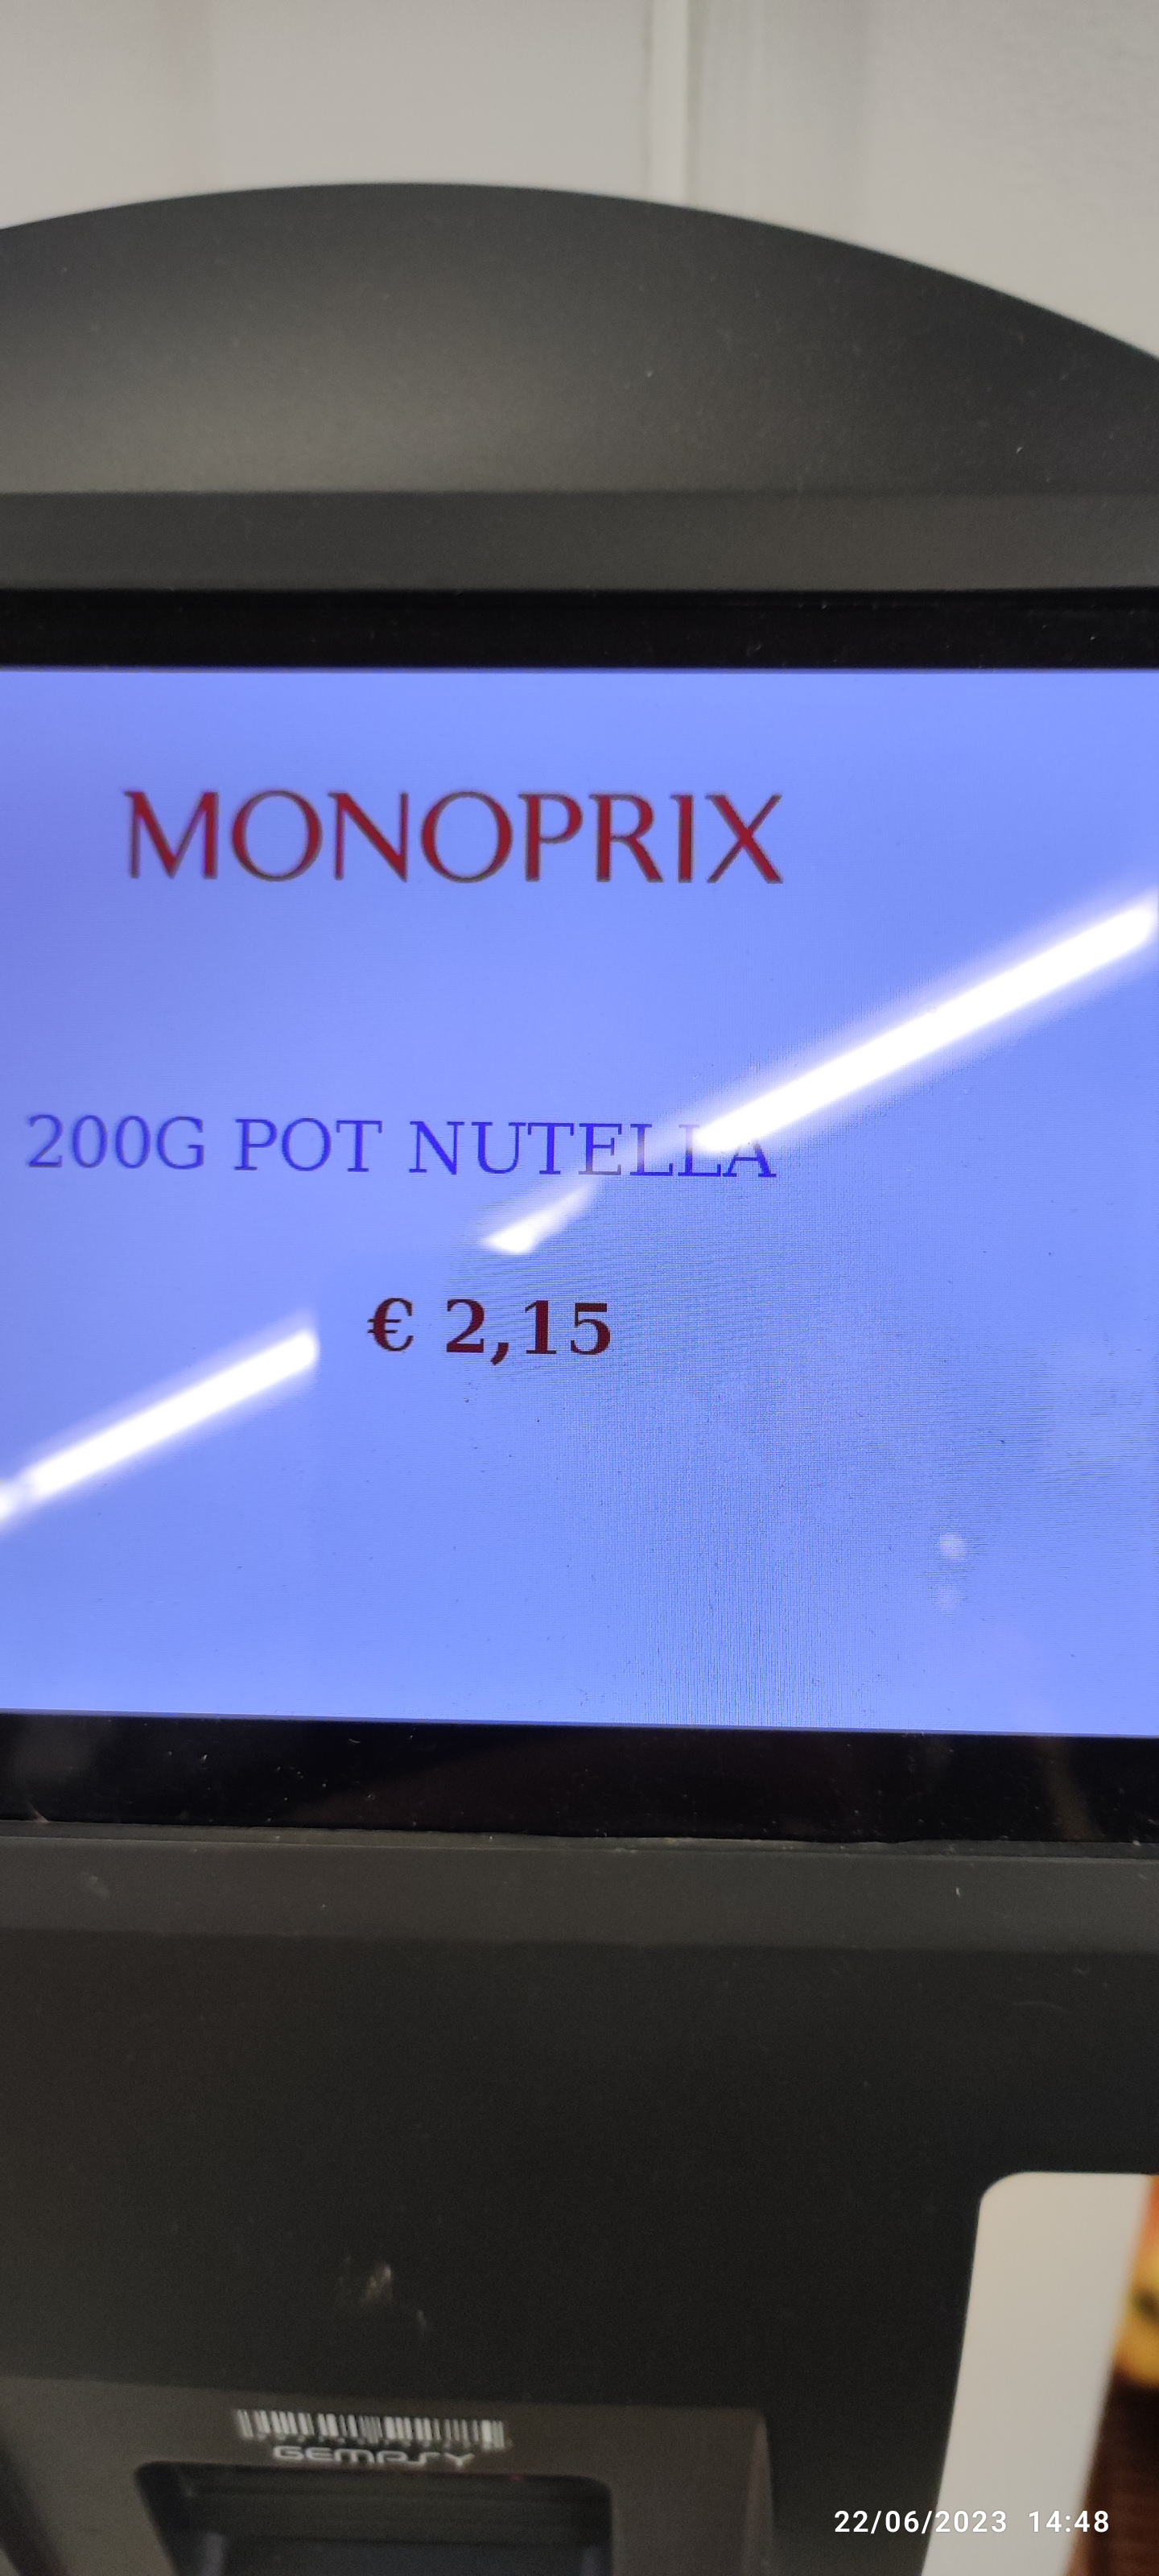 MONOPRIX
200G POT NUTELLA
€ 2,15
GEMPSY
22/06/2023 14:48